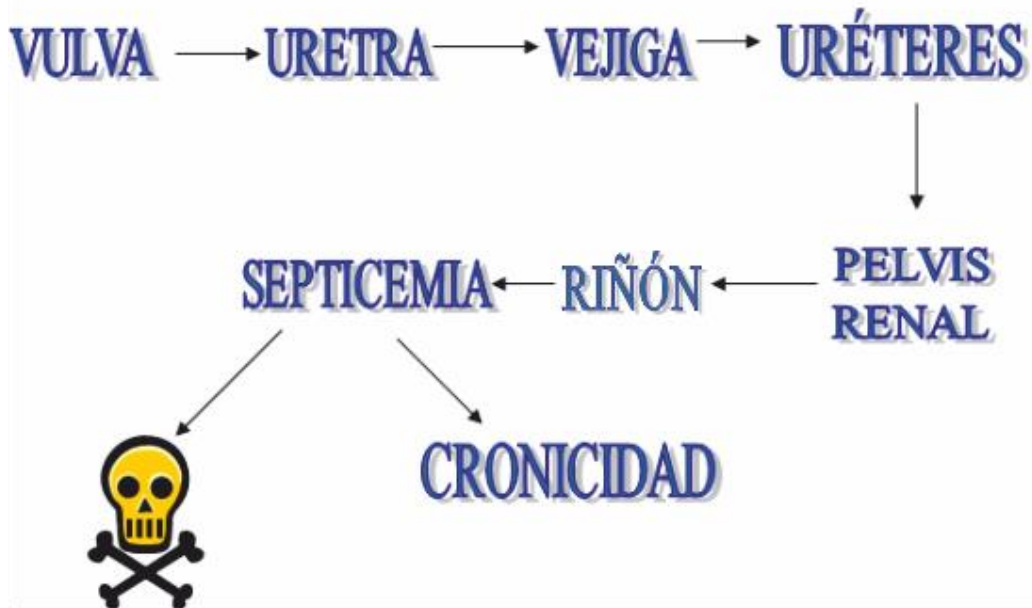 VULVA
URETRA
VEJIGA
URÉTERES
PELVIS
RENAL
RIÑÓN
SEPTICEMIA
CRONICIDAD